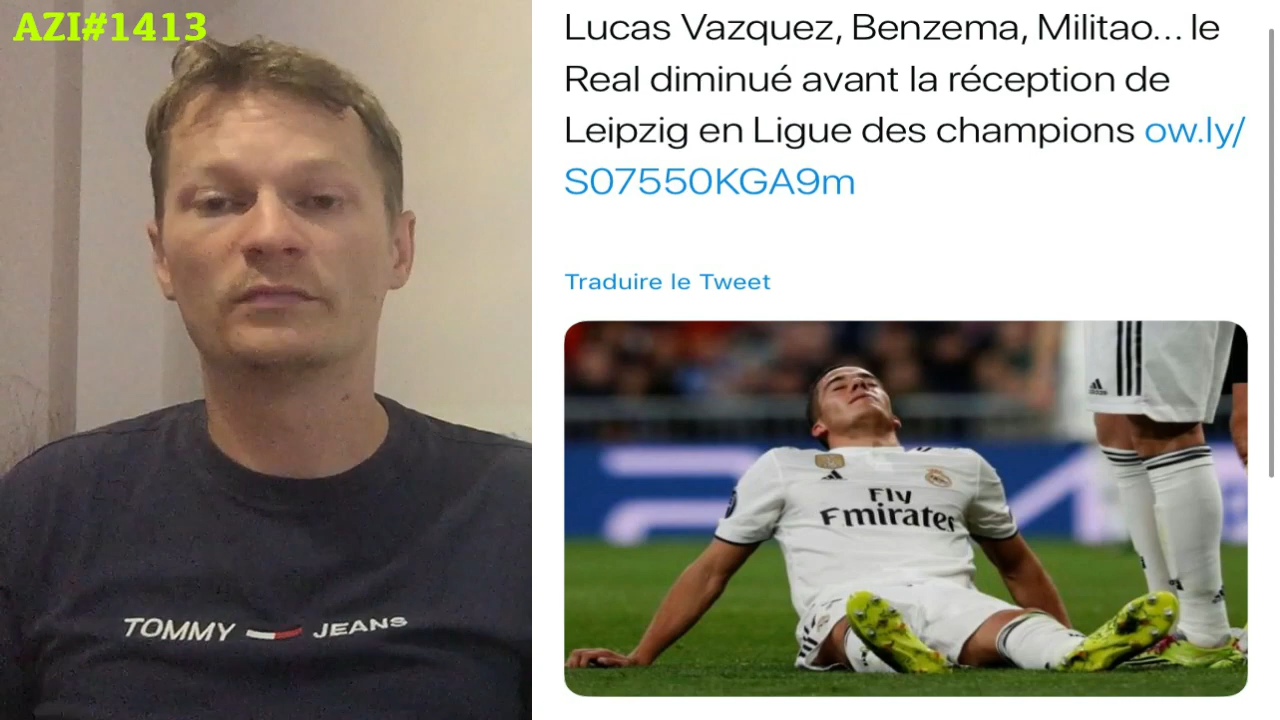 AZI#1413
TOMMY JEANS
Lucas Vazquez, Benzema, Militao... le
Real diminué avant la réception de
Leipzig en Ligue des champions ow.ly/
S07550KGA9m
Traduire le Tweet
Fly
Emirates